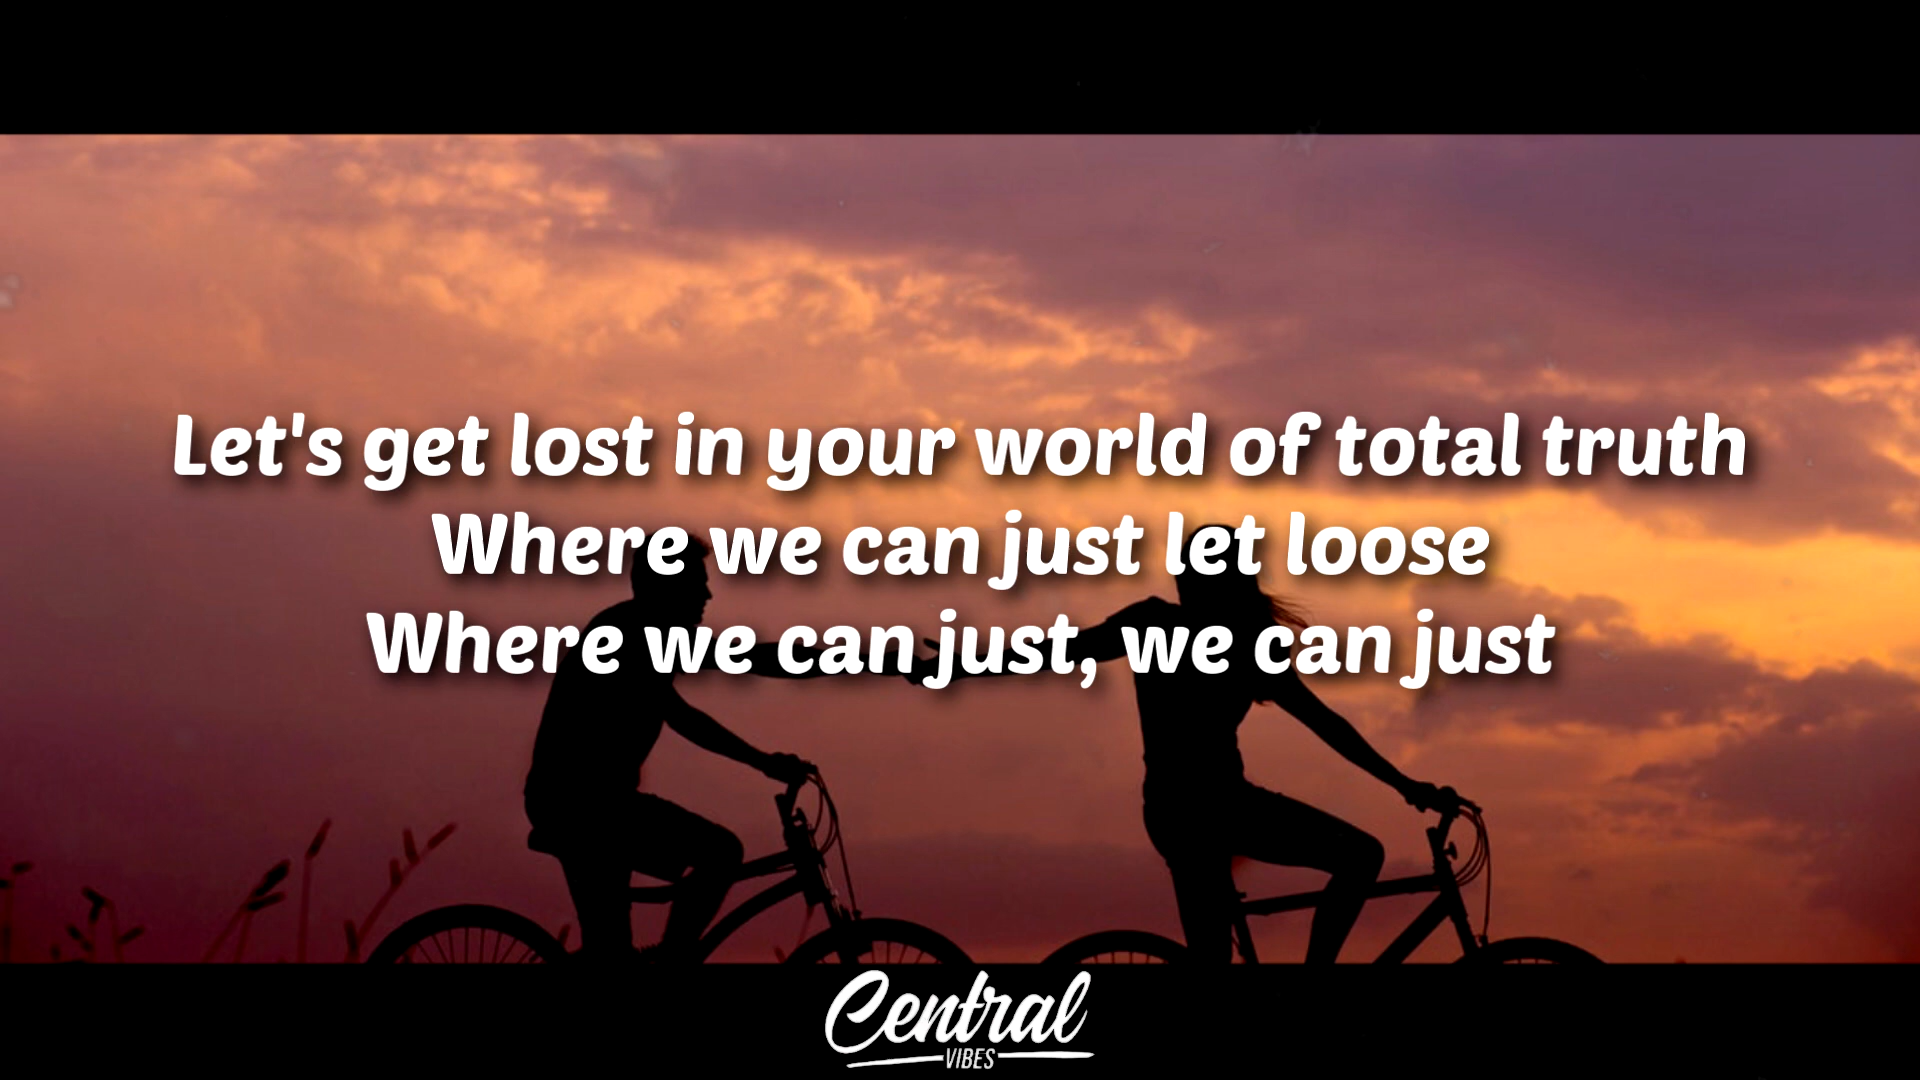 Let's get lost in your world of total truth
Where we can just let loose
Where we can just, we can just
Central
VIBES